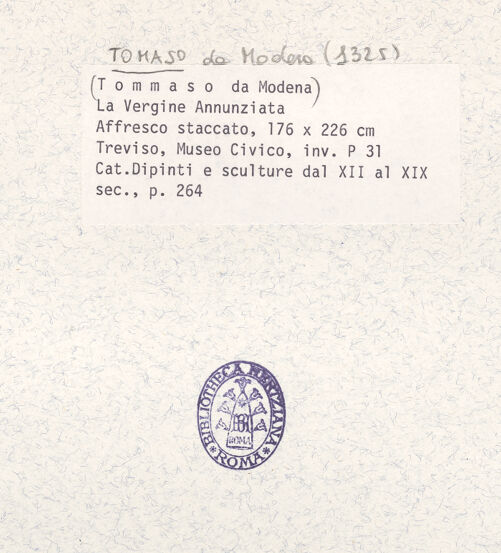 TOMASO da Modena (1325)
(Tommaso da Modena)
La Vergine Annunziata
Affresco staccato, 176 x 226 cm
Treviso, Museo Civico, inv. P 31
Cat.Dipinti e sculture dal XII al XIX
sec., p. 264
BIBLIOTHECA HERTZIANA
ROMA
* ROMA *